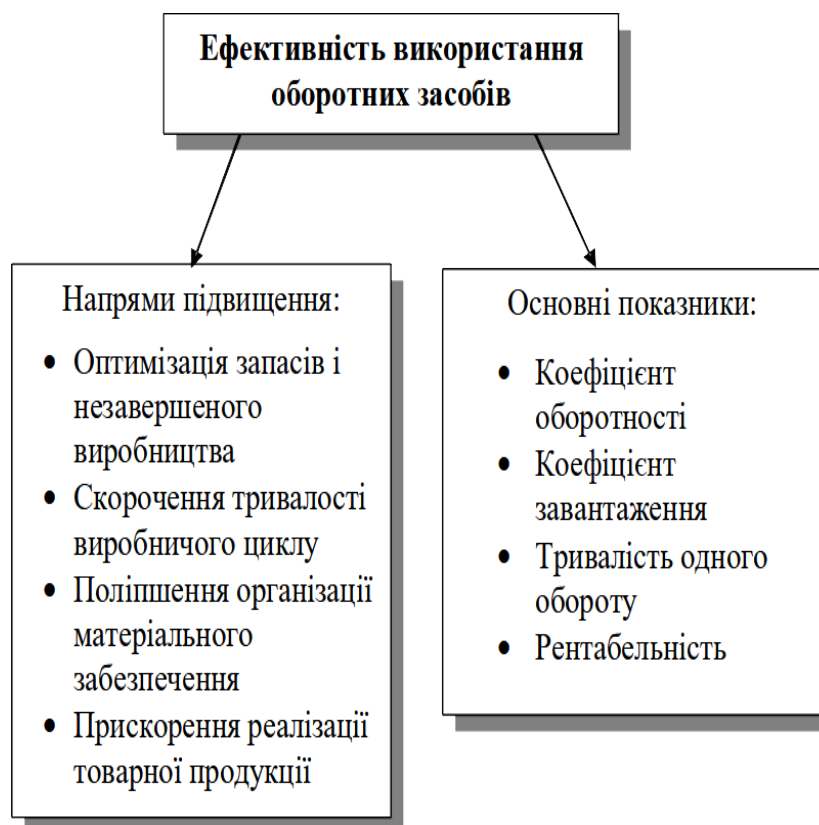 Ефективність використання
оборотних засобів
Напрями підвищення:
• Оптимізація запасів і
незавершеного
виробництва
• Скорочення тривалості
виробничого циклу
• Поліпшення організації
матеріального
забезпечення
• Прискорення реалізації
товарної продукції
Основні показники:
• Коефіцієнт
оборотності
• Коефіцієнт
завантаження
• Тривалість одного
обороту
• Рентабельність